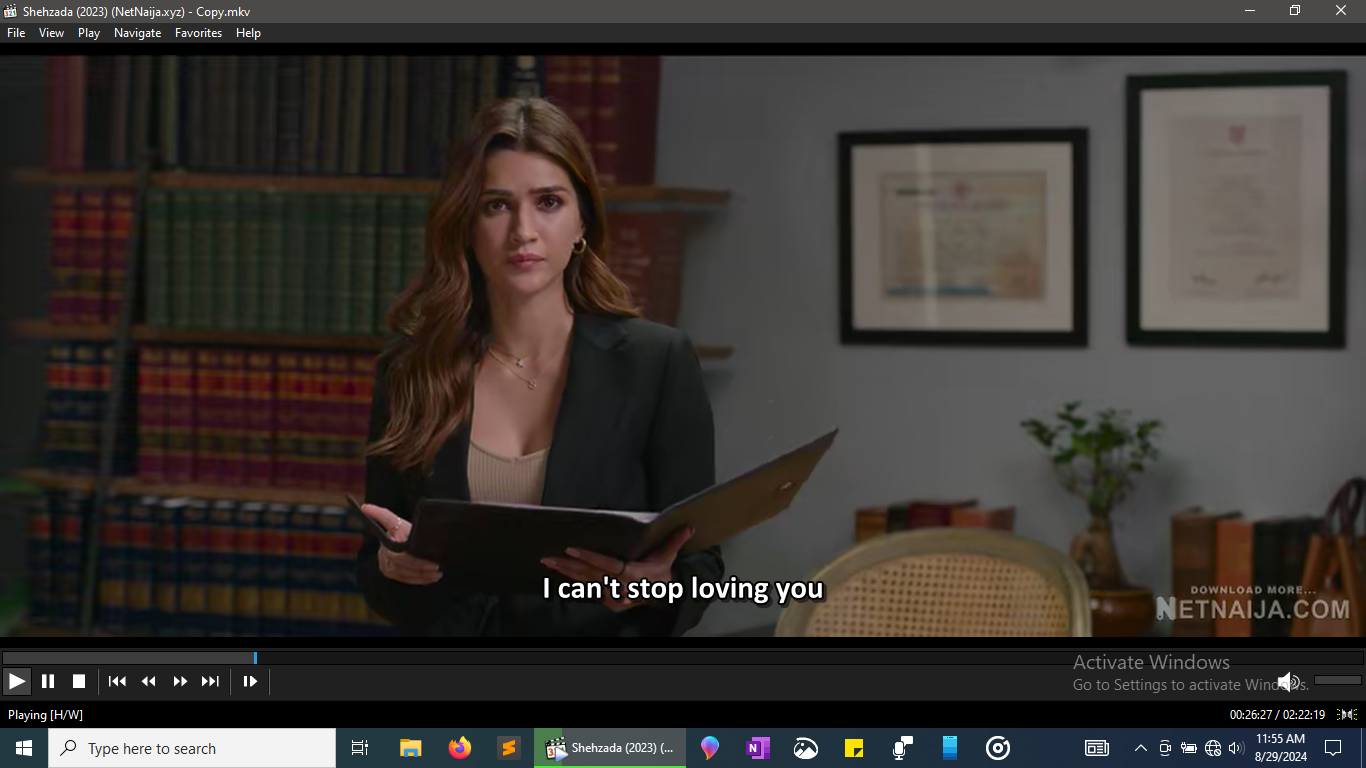 Shehzada (2023) (NetNaija.xyz) - Copy.mkv
File View Play Navigate Favorites Help
I can't stop loving you
DOWNLOAD MORE...
NETNAIJA.COM
Activate Windows
Go to Settings to activate Windows.
Playing [H/W]
00:26:27 / 02:22:19
Type here to search
Shehzada (2023) (...
11:55 AM
8/29/2024